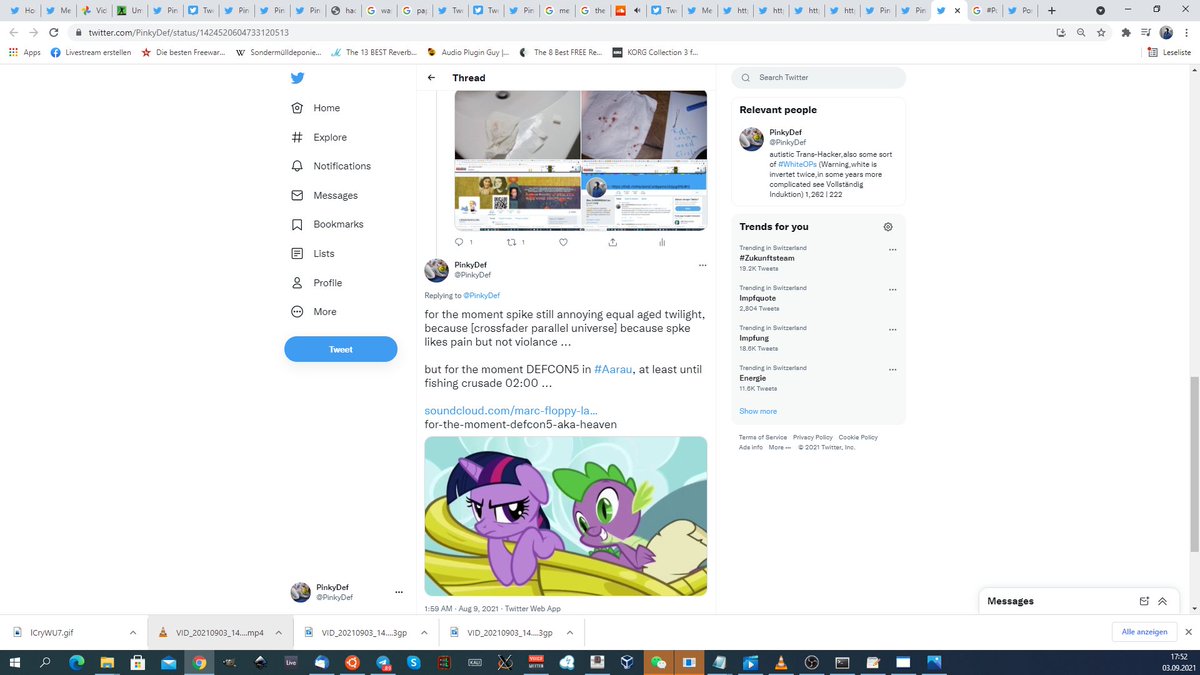 Ho
Me
Vid
Un
Pin
Tw
Pin
Pin
Pin
hac
wa
pa
Tw
Tw
Pin
me
the
Tw
Me
htt
htt
htt
htt
Pin
Pin
#Po
Po
twitter.com/PinkyDef/status/1424520604733120513
Apps
Livestream erstellen
Die besten Freewar...
Sondermülldeponie...
The 13 BEST Reverb...
Audio Plugin Guy |...
The 8 Best FREE Re...
KORG Collection 3 f...
Leseliste
Home
Explore
Notifications
Messages
Bookmarks
Lists
Profile
More
Tweet
PinkyDef
@PinkyDef
Thread
1
1
PinkyDef
@PinkyDef
Replying to @PinkyDef
for the moment spike still annoying equal aged twilight,
because [crossfader parallel universe] because spke
likes pain but not violance ...
but for the moment DEFCON5 in #Aarau, at least until
fishing crusade 02:00 ...
soundcloud.com/marc-floppy-la...
for-the-moment-defcon5-aka-heaven
1:59 AM · Aug 9, 2021 · Twitter Web App
Search Twitter
Relevant people
PinkyDef
@PinkyDef
autistic Trans-Hacker,also some sort
of #WhiteOPs (Warning,white is
invertet twice,in some years more
complicated see Vollständig
Induktion) 1,262 | 222
Trends for you
Trending in Switzerland
#Zukunftsteam
19.2K Tweets
Trending in Switzerland
Impfquote
2,804 Tweets
Trending in Switzerland
Impfung
18.6K Tweets
Trending in Switzerland
Energie
11.6K Tweets
Show more
Terms of Service Privacy Policy Cookie Policy
Ads info More ··· © 2021 Twitter, Inc.
Messages
ICryWU7.gif
VID_20210903_14....mp4
VID_20210903_14....3gp
VID_20210903_14....3gp
Alle anzeigen
Live
17:52
03.09.2021